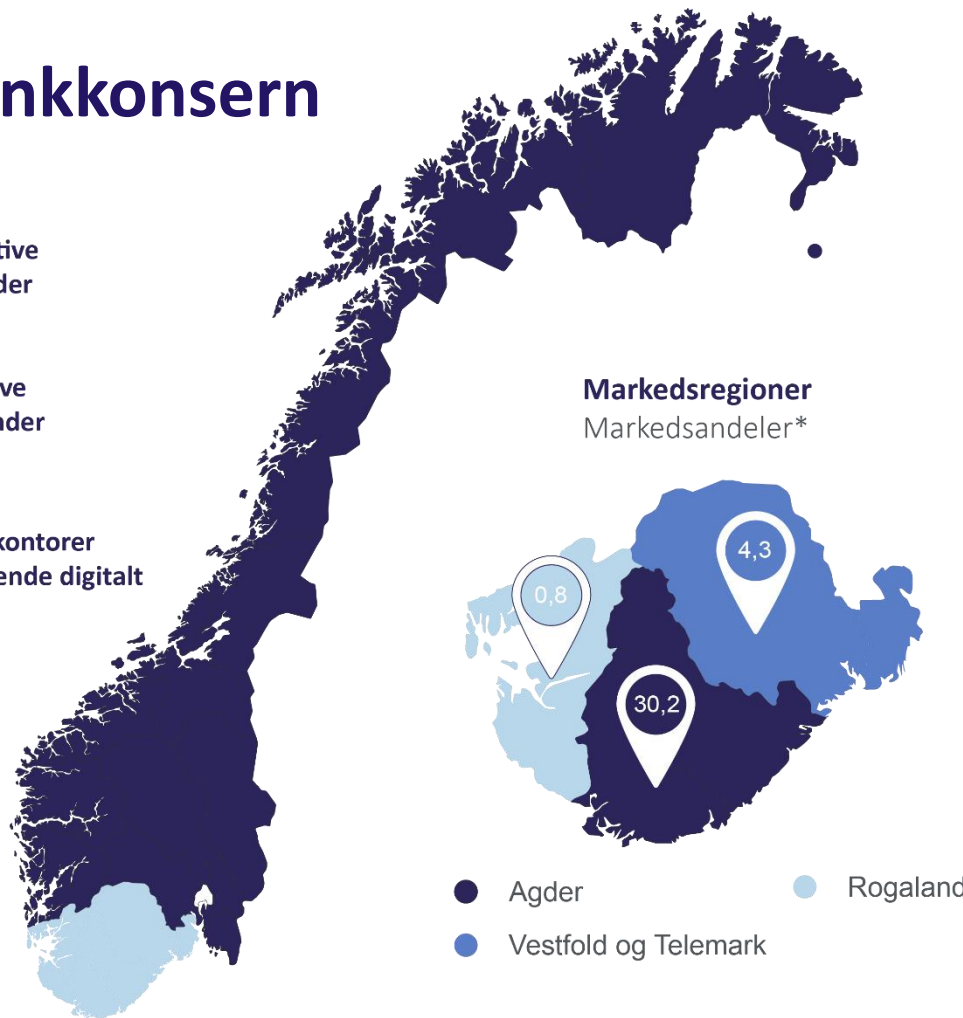 nkkonsern
tive
der
ve
nder
kontorer
ende digitalt
Markedsregioner
Markedsandeler*
4,3
0,8
30,2
Agder
Rogaland
Vestfold og Telemark